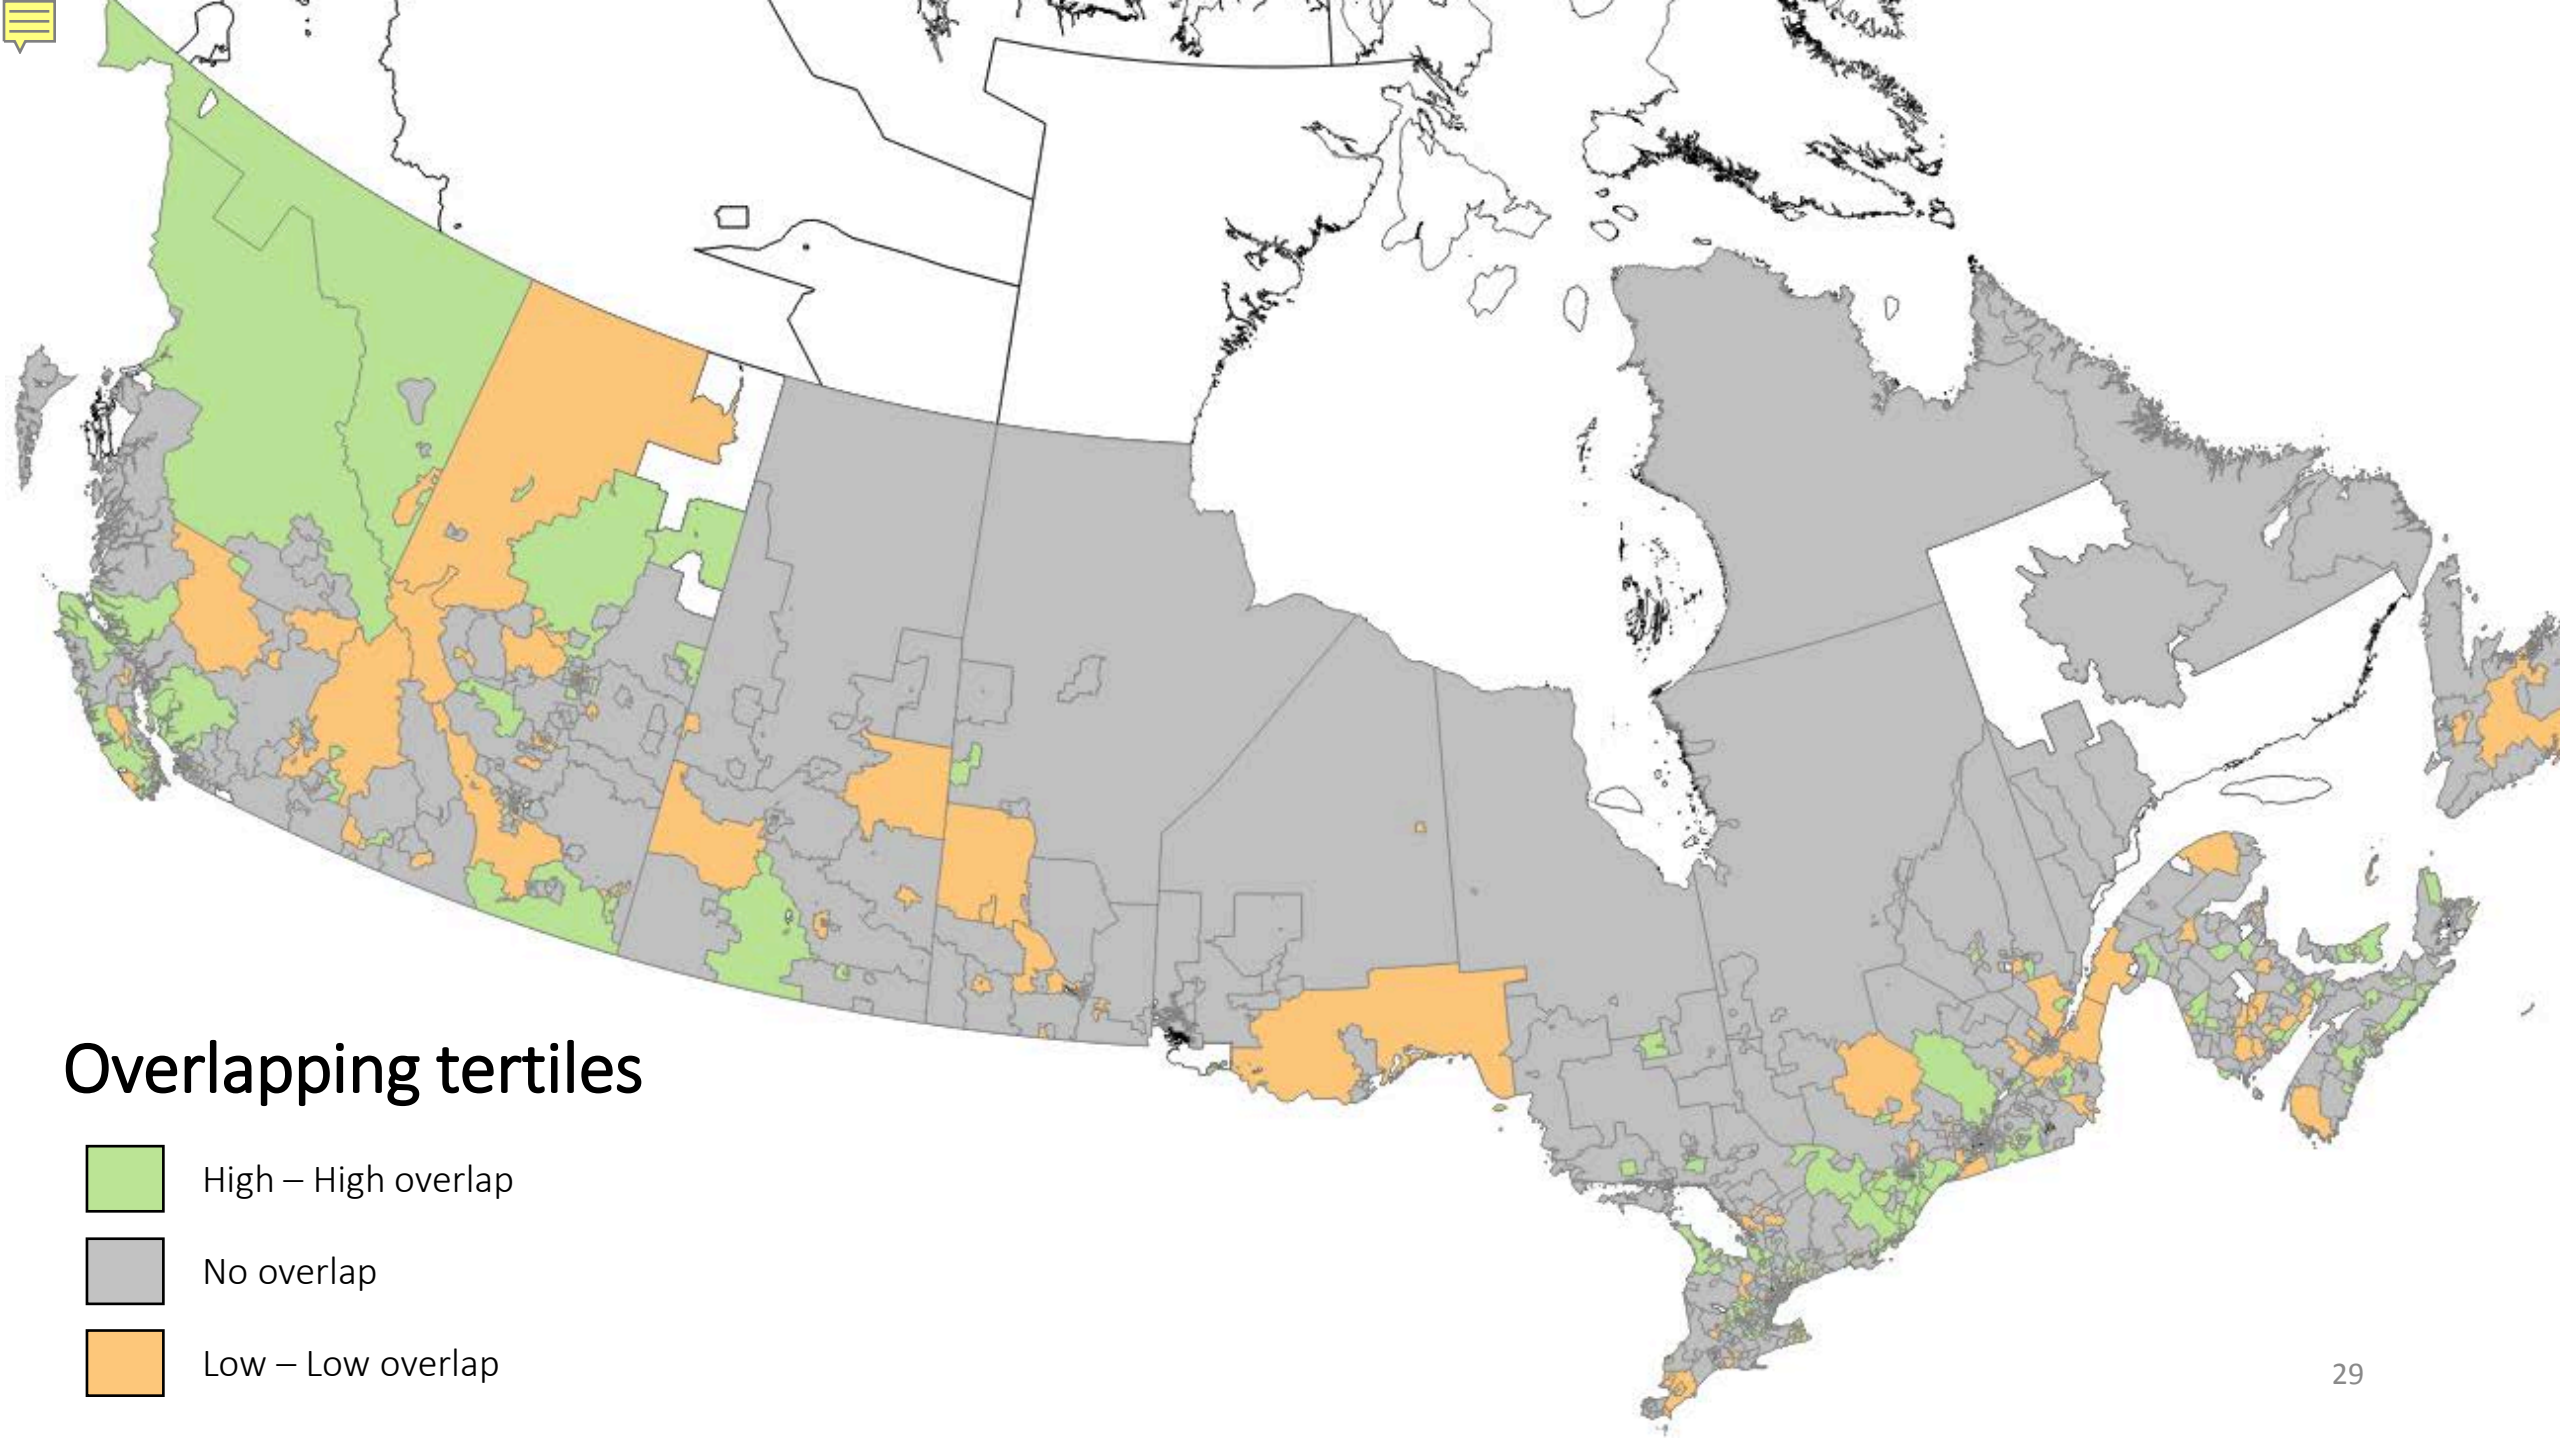 Overlapping tertiles
High – High overlap
No overlap
Low – Low overlap
29